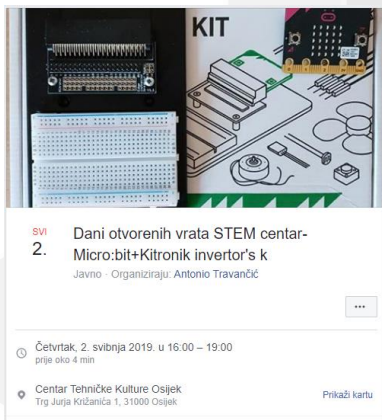 KIT
SVI
2.
Dani otvorenih vrata STEM centar-
Micro:bit+Kitronik invertor's k
Javno · Organiziraju: Antonio Travančić
Četvrtak, 2. svibnja 2019. u 16:00 – 19:00
prije oko 4 min
Centar Tehničke Kulture Osijek
Prikaži kartu
Trg Jurja Križanića 1, 31000 Osijek